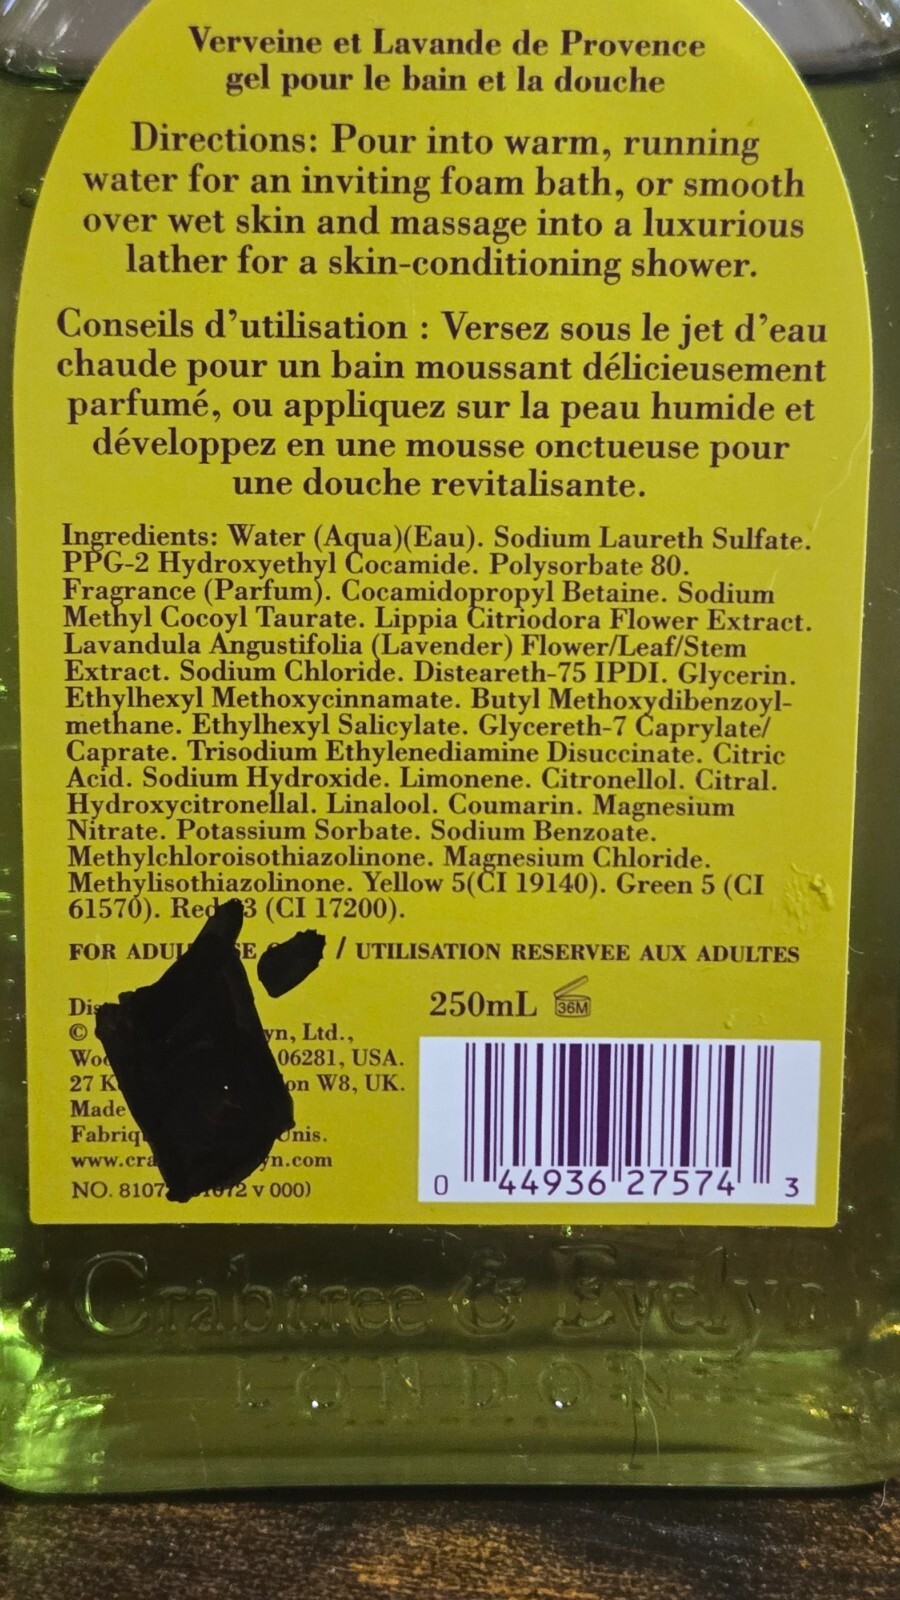 Verveine et Lavande de Provence
gel pour le bain et la douche
Directions: Pour into warm, running
water for an inviting foam bath, or smooth
over wet skin and massage into a luxurious
lather for a skin-conditioning shower.
Conseils d’utilisation : Versez sous le jet d’eau
chaude pour un bain moussant délicieusement
parfumé, ou appliquez sur la peau humide et
développez en une mousse onctueuse pour
une douche revitalisante.
Ingredients: Water (Aqua)(Eau). Sodium Laureth Sulfate.
PPG-2 Hydroxyethyl Cocamide. Polysorbate 80.
Fragrance (Parfum). Cocamidopropyl Betaine. Sodium
Methyl Cocoyl Taurate. Lippia Citriodora Flower Extract.
Lavandula Angustifolia (Lavender) Flower/Leaf/Stem
Extract. Sodium Chloride. Disteareth-75 IPDI. Glycerin.
Ethylhexyl Methoxycinnamate. Butyl Methoxydibenzoyl-
methane. Ethylhexyl Salicylate. Glycereth-7 Caprylate/
Caprate. Trisodium Ethylenediamine Disuccinate. Citric
Acid. Sodium Hydroxide. Limonene. Citronellol. Citral.
Hydroxycitronellal. Linalool. Coumarin. Magnesium
Nitrate. Potassium Sorbate. Sodium Benzoate.
Methylchloroisothiazolinone. Magnesium Chloride.
Methylisothiazolinone. Yellow 5(CI 19140). Green 5 (CI
61570). Red (CI 17200).
FOR / UTILISATION RESERVEE AUX ADULTES
© Ltd.,
06281, USA.
27 W8, UK.
Made
NO. v 000)
250mL
36M
0 44936 27574 3
Crabtree & Evelyn
LONDON